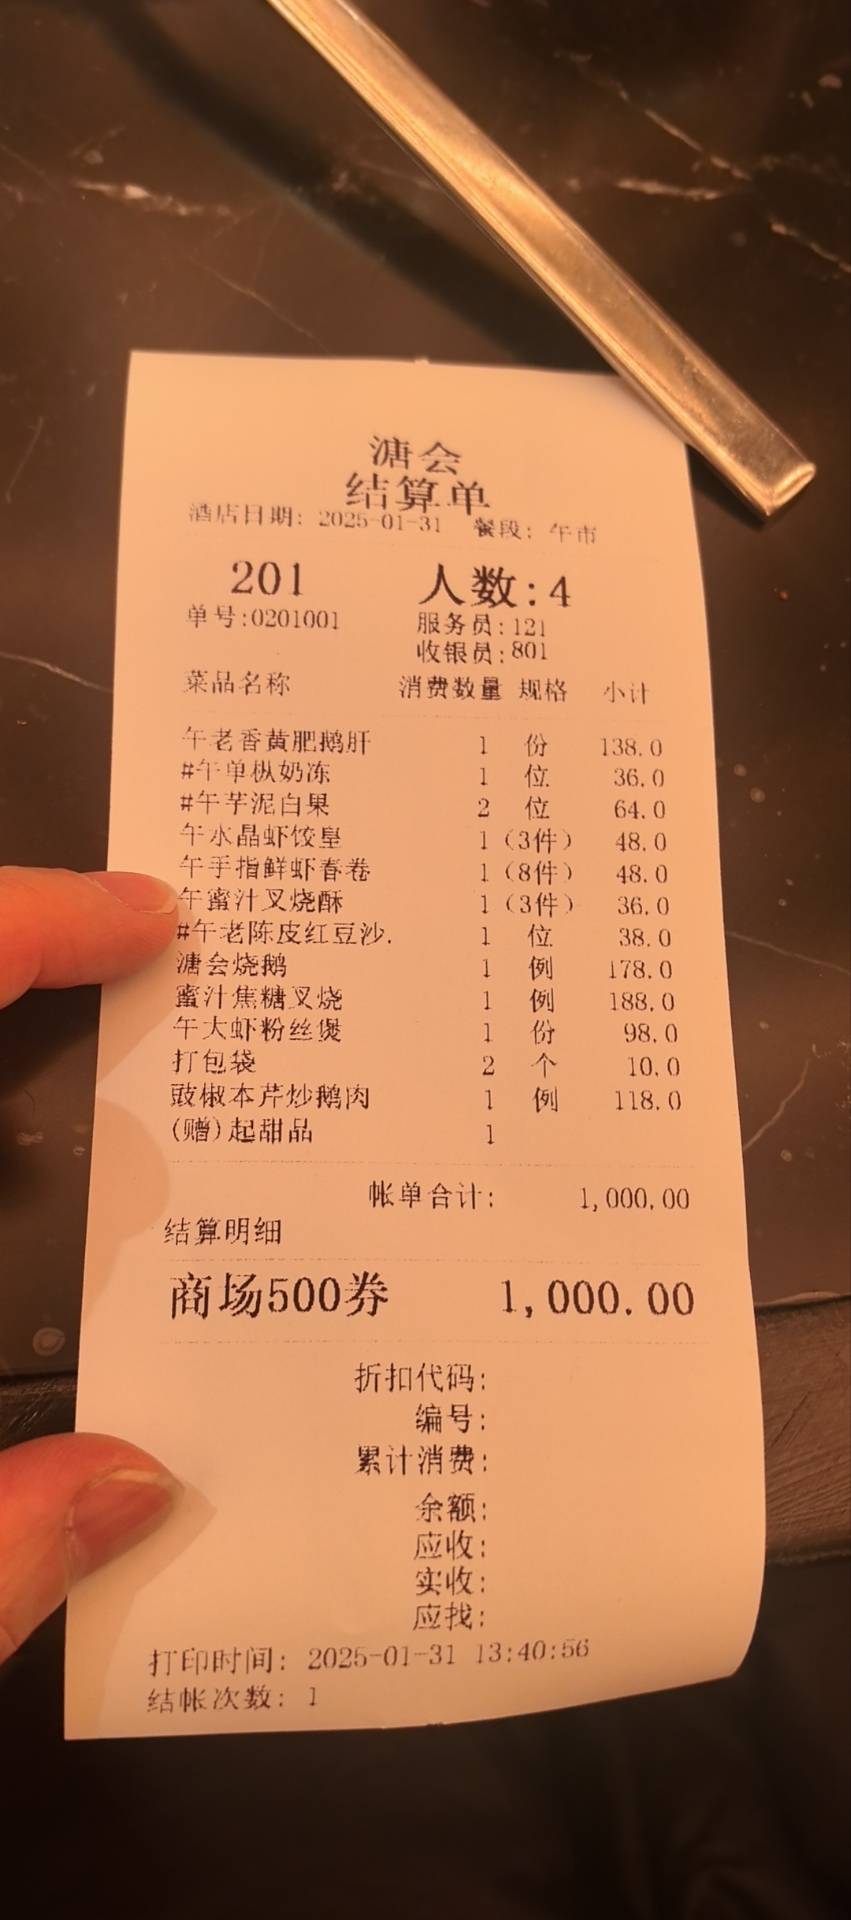 溏会
结算单
酒店日期: 2025-01-31 餐段: 午市
201 人数:4
单号:0201001 服务员:121
收银员:801
菜品名称 消费数量 规格 小计
午老香黄肥鹅肝 1 份 138.0
#午单枞奶冻 1 位 36.0
#午芋泥白果 2 位 64.0
午水晶虾饺皇 1 (3件) 48.0
午手指鲜虾春卷 1 (8件) 48.0
午蜜汁叉烧酥 1 (3件) 36.0
#午老陈皮红豆沙. 1 位 38.0
溏会烧鹅 1 例 178.0
蜜汁焦糖叉烧 1 例 188.0
午大虾粉丝煲 1 份 98.0
打包袋 2 个 10.0
豉椒本芹炒鹅肉 1 例 118.0
(赠)起甜品 1
帐单合计: 1,000.00
结算明细
商场500券 1,000.00
折扣代码:
编号:
累计消费:
余额:
应收:
实收:
应找:
打印时间: 2025-01-31 13:40:56
结帐次数: 1